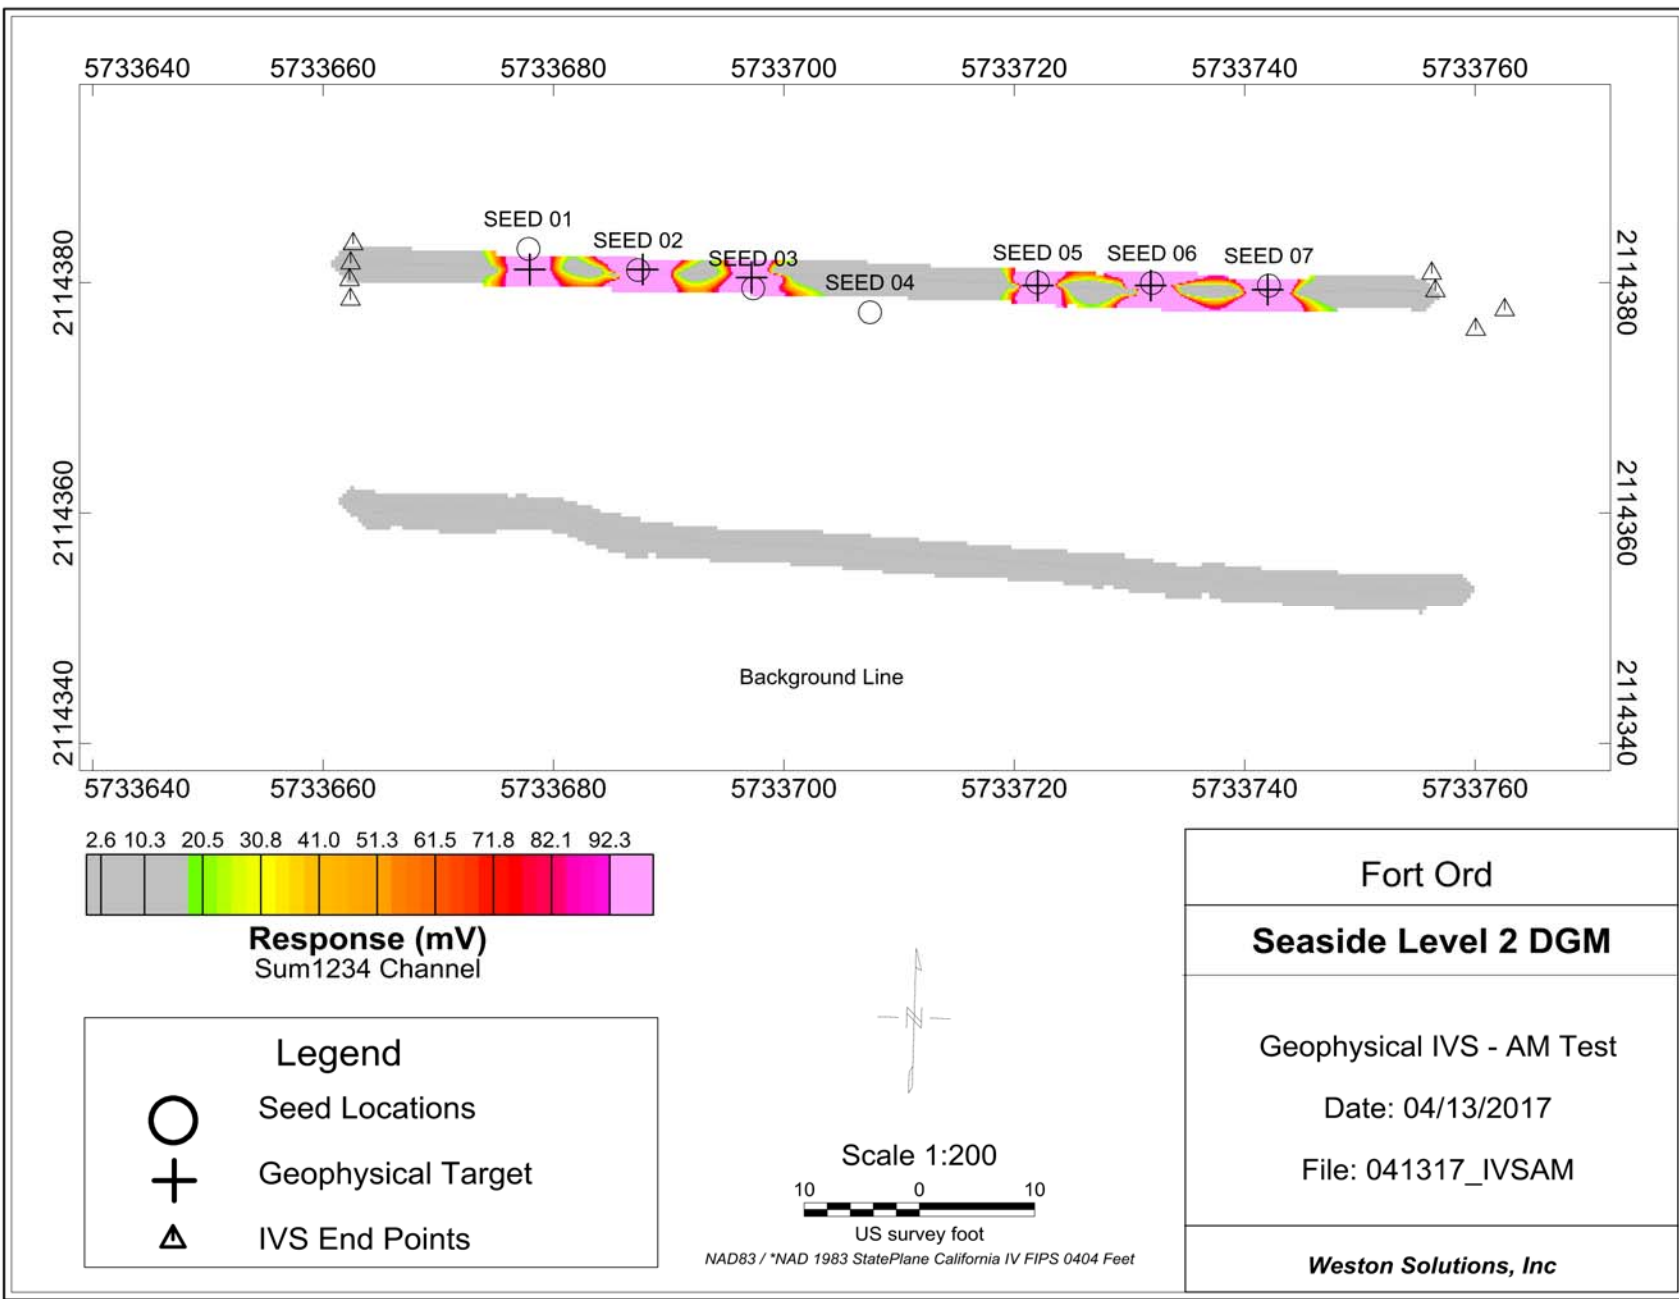 5733640 5733660 5733680 5733700 5733720 5733740 5733760
SEED 01
SEED 02
SEED 03
SEED 04
SEED 05
SEED 06
SEED 07
2114380
2114380
2114360
2114360
Background Line
2114340
2114340
5733640 5733660 5733680 5733700 5733720 5733740 5733760
2.6 10.3 20.5 30.8 41.0 51.3 61.5 71.8 82.1 92.3
Response (mV)
Sum1234 Channel
Legend
Seed Locations
Geophysical Target
IVS End Points
N
Scale 1:200
10 0 10
US survey foot
NAD83 / *NAD 1983 StatePlane California IV FIPS 0404 Feet
Fort Ord
Seaside Level 2 DGM
Geophysical IVS - AM Test
Date: 04/13/2017
File: 041317_IVSAM
Weston Solutions, Inc